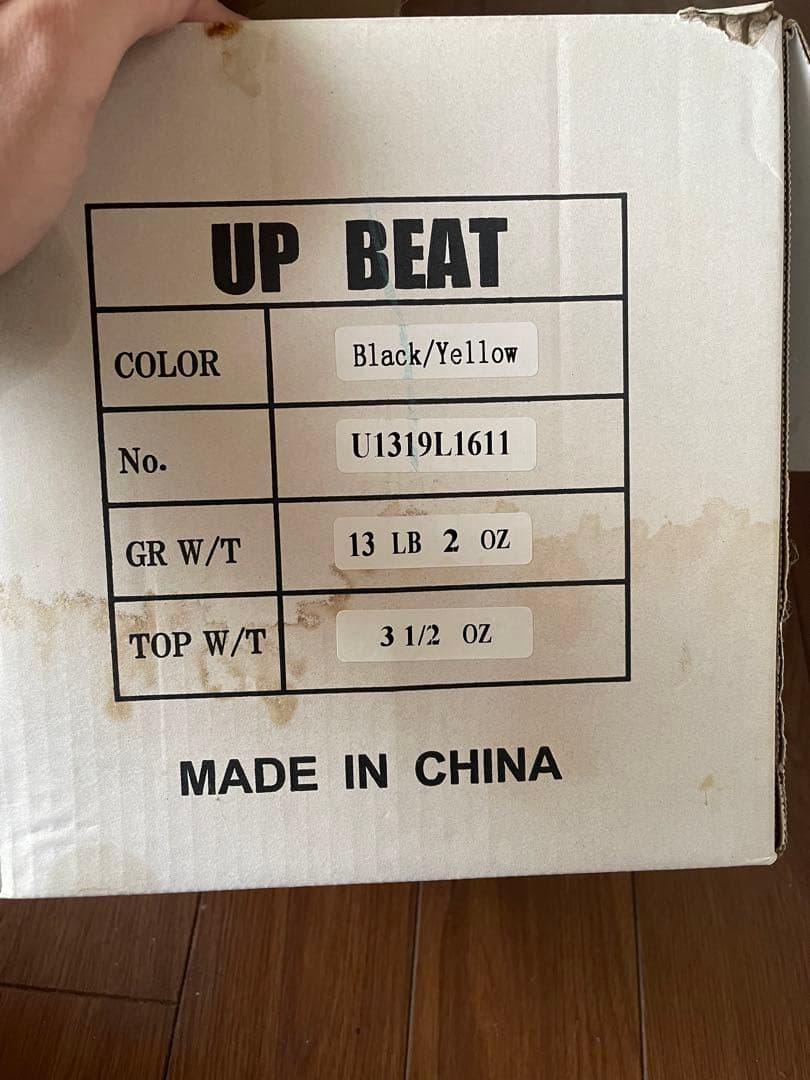 UP BEAT
COLOR Black/Yellow
No. U1319L1611
GR W/T 13 LB 2 OZ
TOP W/T 3 1/2 OZ
MADE IN CHINA